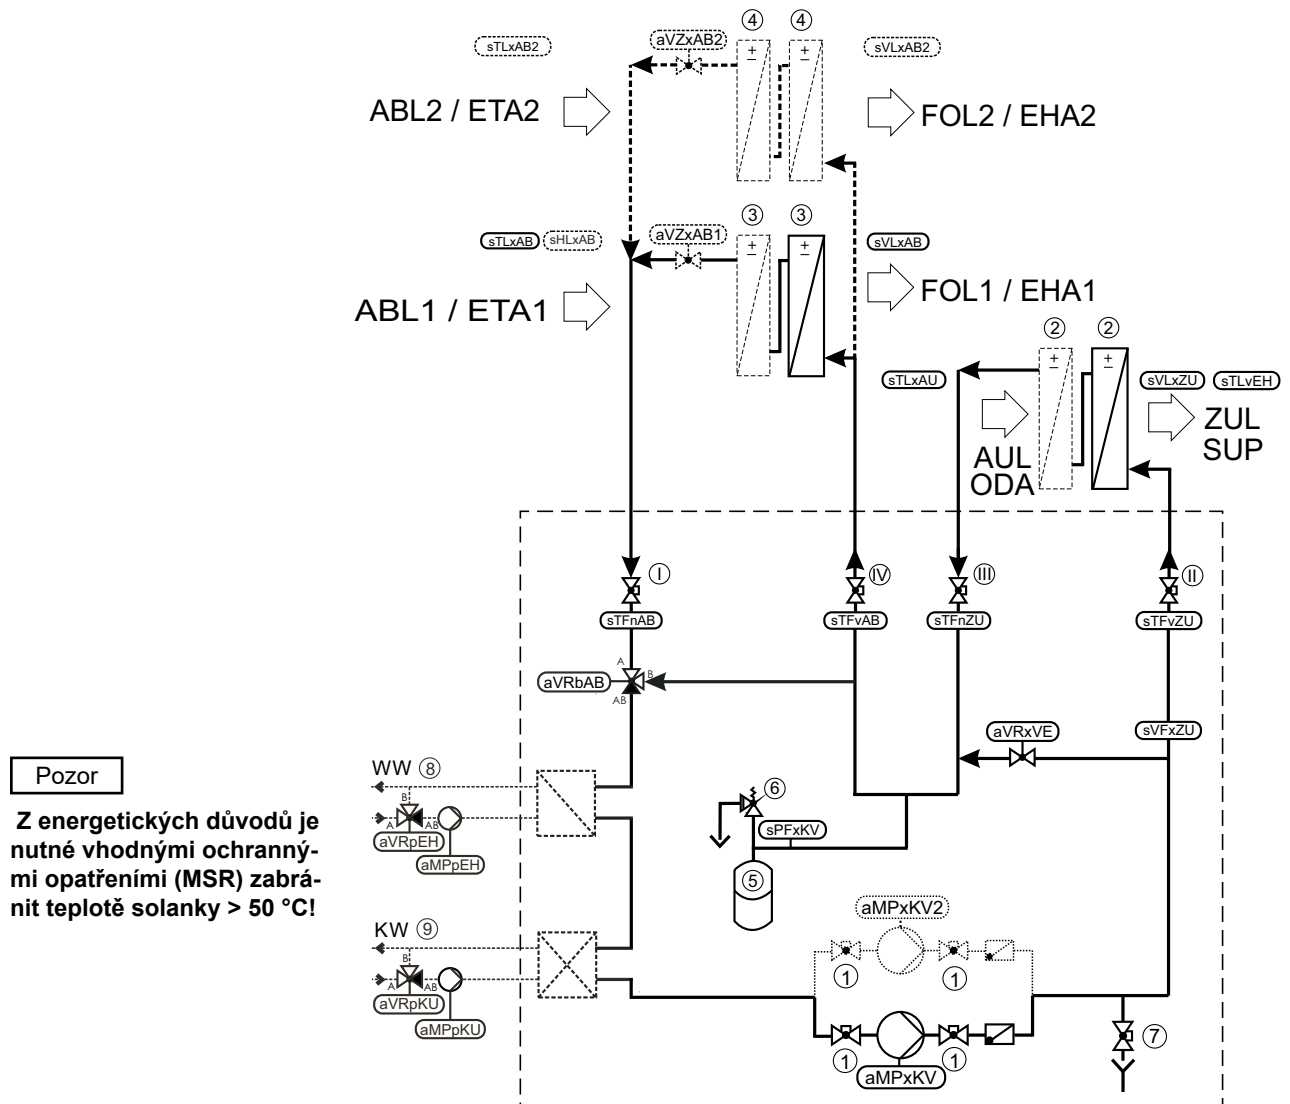 ④ ④
sTLxAB2 aVZxAB2 ± ± sVLxAB2
ABL2 / ETA2 FOL2 / EHA2
③ ③
sTLxAB sHLxAB aVZxAB1 ± ± sVLxAB
ABL1 / ETA1 FOL1 / EHA1
② ②
sTLxAU ± ± sVLxZU sTLvEH
ZUL
SUP
AUL
ODA
I IV III II
sTFnAB sTFvAB sTFnZU sTFvZU
A
aVRbAB B
AB
aVRxVE sVFxZU
Pozor
Z energetických důvodů je
nutné vhodnými ochranný-
mi opatřeními (MSR) zabrá-
nit teplotě solanky > 50 °C!
WW ⑧
B
A AB
aVRpEH
aMPpEH
⑥
sPFxKV
⑤
KW ⑨
B
A AB
aVRpKU
aMPpKU
aMPxKV2
① ①
① ①
aMPxKV
⑦